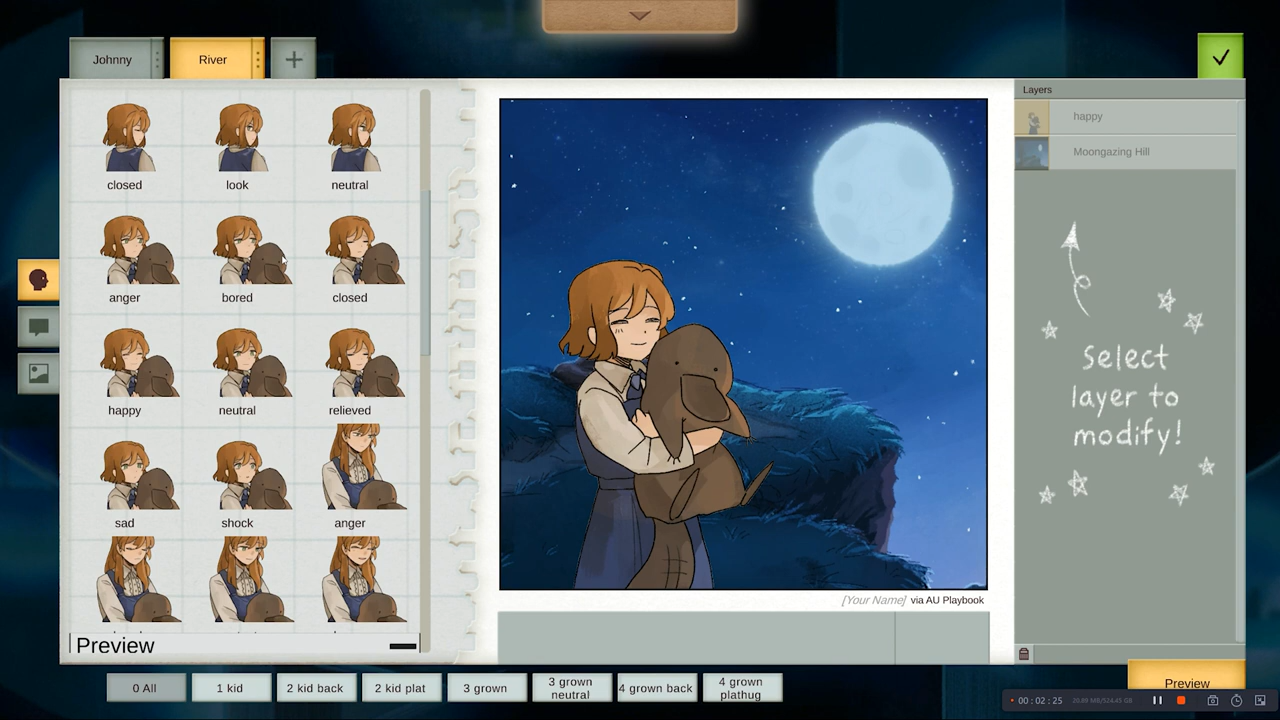 Johnny
River
+
Layers
closed
look
neutral
happy
Moongazing Hill
anger
bored
closed
happy
neutral
relieved
Select
layer to
modify!
sad
shock
anger
[Your Name] via AU Playbook
Preview
0 All
1 kid
2 kid back
2 kid plat
3 grown
3 grown
neutral
4 grown back
4 grown
plathug
Preview
00:02:25